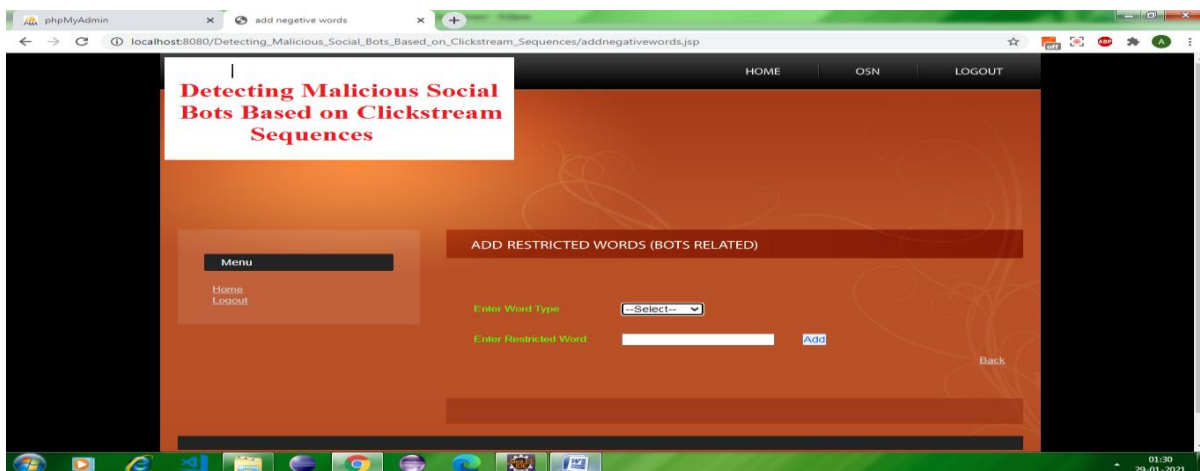 phpMyAdmin
add negetive words
localhost:8080/Detecting_Malicious_Social_Bots_Based_on_Clickstream_Sequences/addnegativewords.jsp
off
ABP
A
HOME
OSN
LOGOUT
Detecting Malicious Social
Bots Based on Clickstream
Sequences
ADD RESTRICTED WORDS (BOTS RELATED)
Menu
Home
Logout
Enter Word Type
--Select--
Enter Restricted Word
Add
Back
01:30
29-01-2021